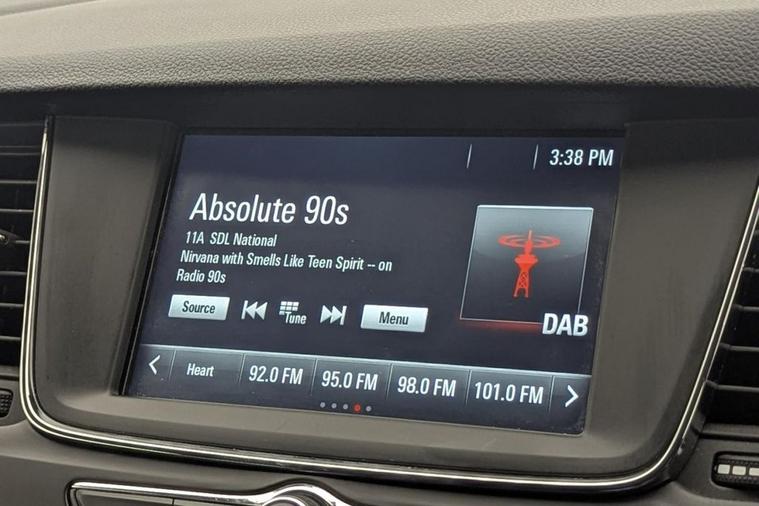 3:38 PM
Absolute 90s
11A SDL National
Nirvana with Smells Like Teen Spirit -- on
Radio 90s
Source
Tune
Menu
DAB
Heart
92.0 FM
95.0 FM
98.0 FM
101.0 FM